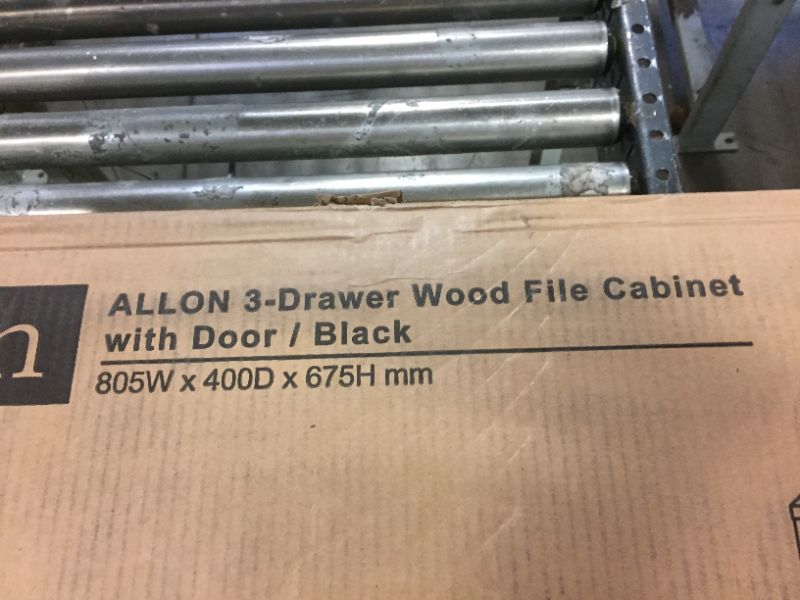 n
ALLON 3-Drawer Wood File Cabinet
with Door / Black
805W x 400D x 675H mm